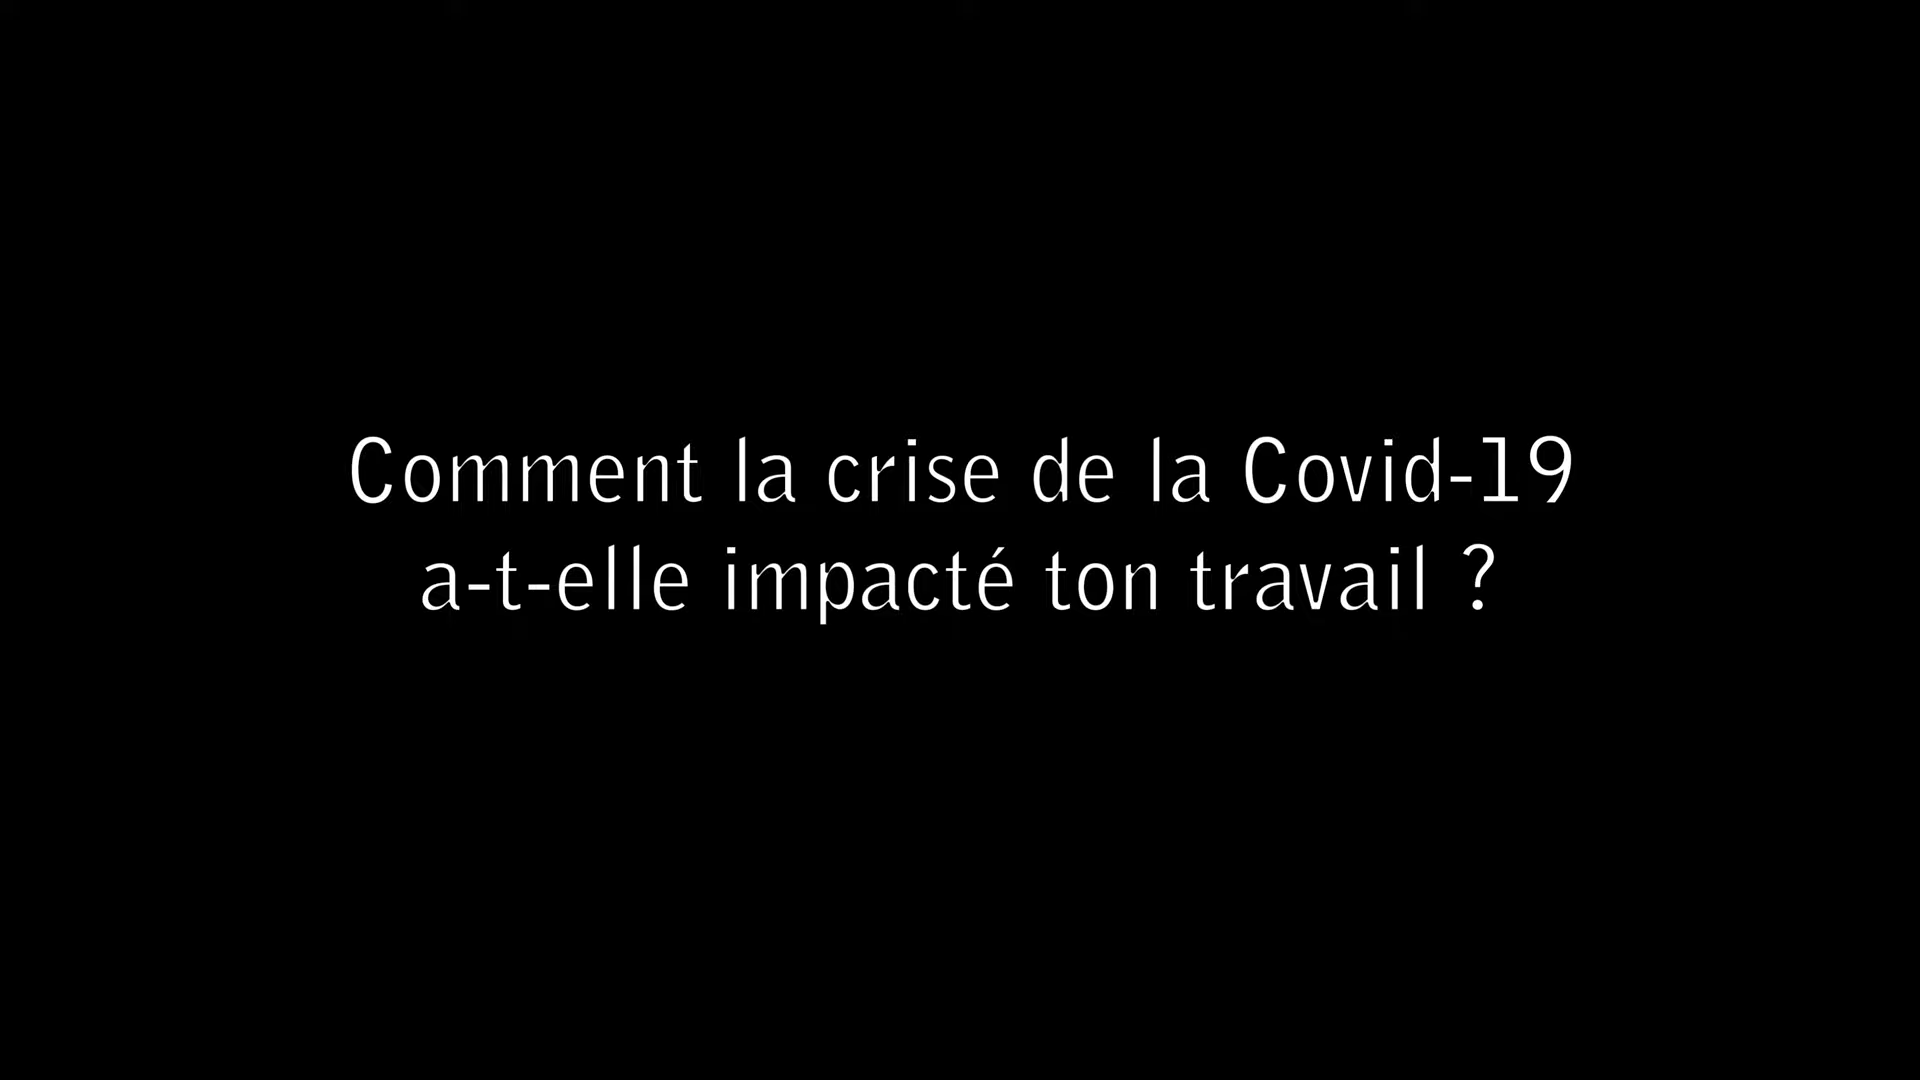 Comment la crise de la Covid-19
a-t-elle impacté ton travail ?